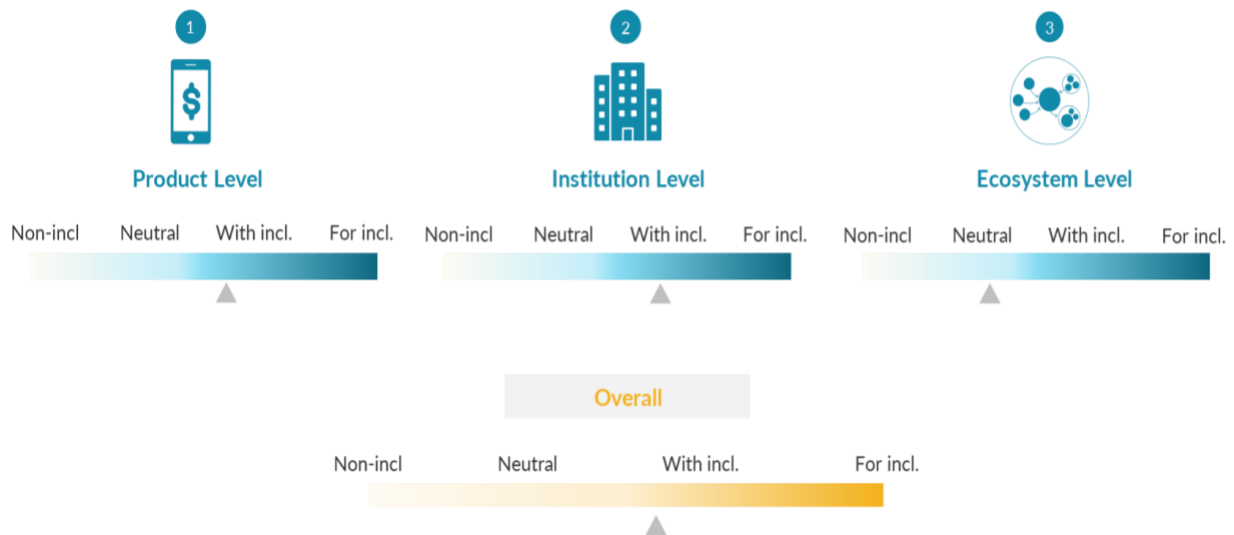 1
2
3
$
Product Level
Institution Level
Ecosystem Level
Non-incl Neutral With incl. For incl.
Non-incl Neutral With incl. For incl.
Non-incl Neutral With incl. For incl.
Overall
Non-incl Neutral With incl. For incl.